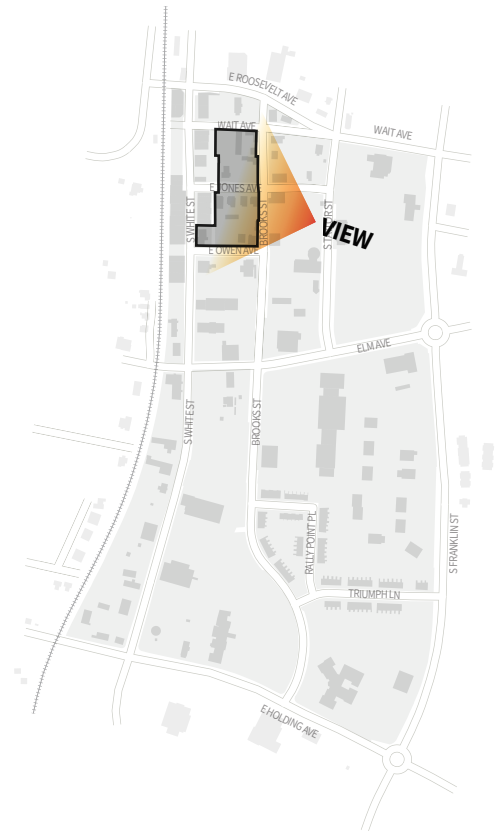 E ROOSEVELT AVE
WAIT AVE
WAIT AVE
E JONES AVE
S WHITE ST
BROOKS ST
VIEW
E OWEN AVE
ELM AVE
S WHITE ST
BROOKS ST
RALLY POINT PL
S FRANKLIN ST
TRIUMPH LN
E HOLDING AVE